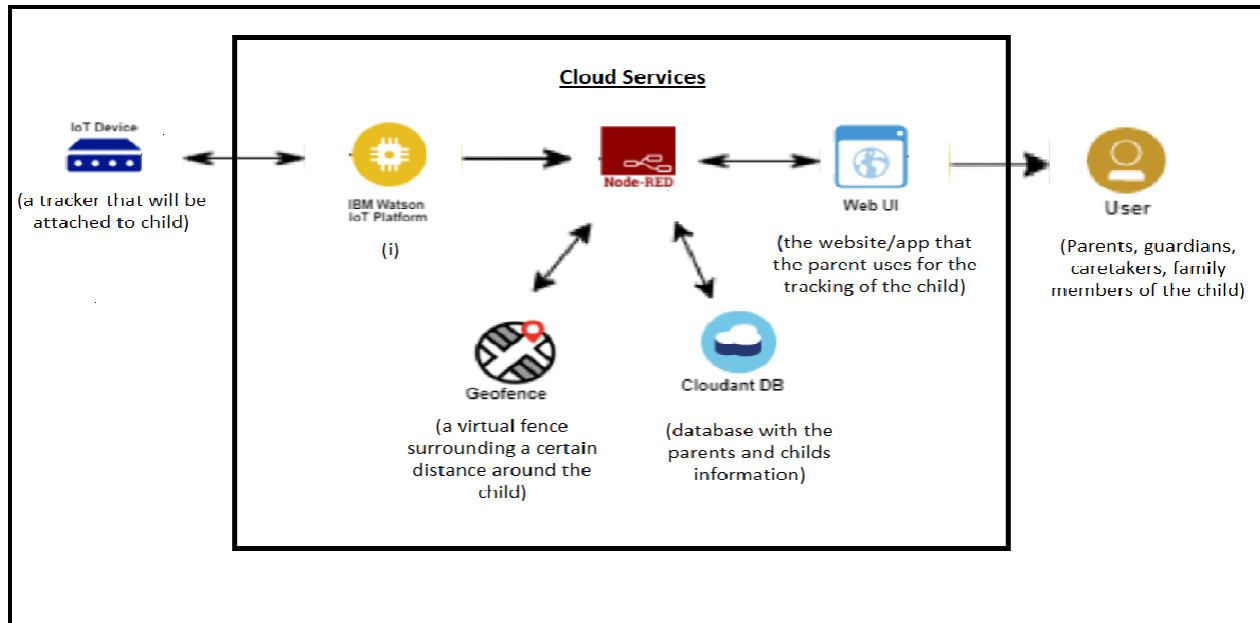 Cloud Services
IoT Device
(a tracker that will be
attached to child)
IBM Watson
IoT Platform
(i)
Node-RED
Web UI
(the website/app that
the parent uses for the
tracking of the child)
User
(Parents, guardians,
caretakers, family
members of the child)
Geofence
(a virtual fence
surrounding a certain
distance around the
child)
Cloudant DB
(database with the
parents and childs
information)